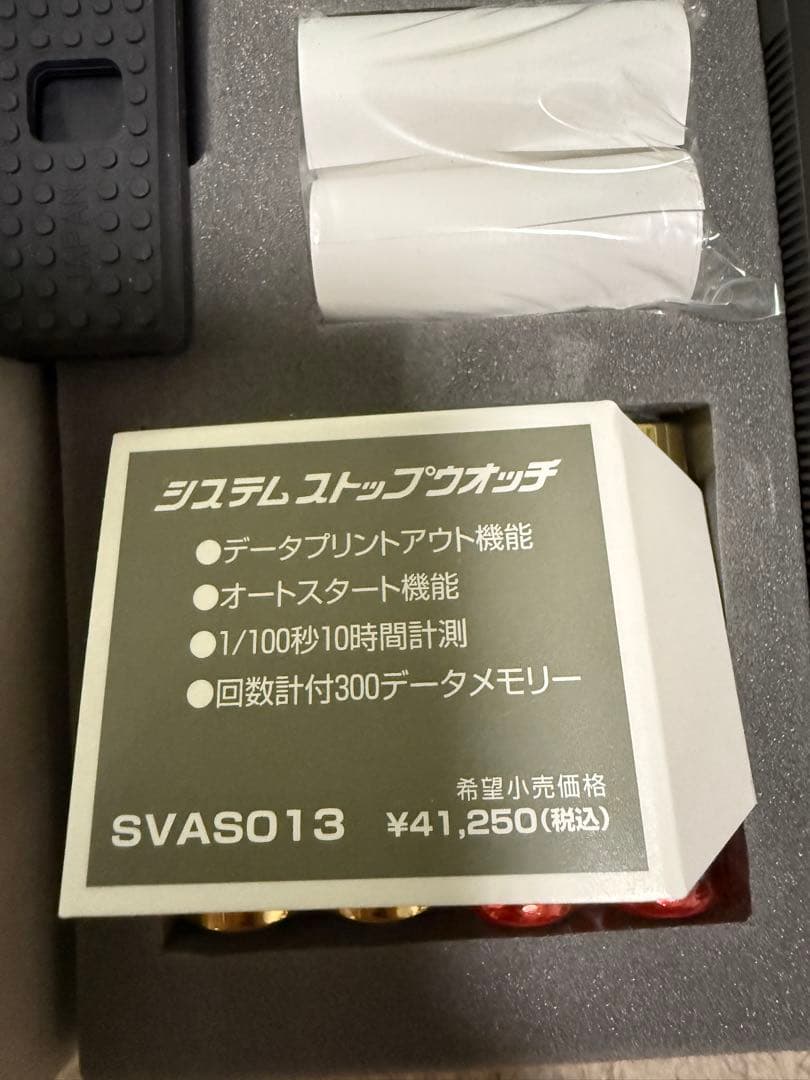 JAPAN
システムストップウオッチ
●データプリントアウト機能
●オートスタート機能
●1/100秒10時間計測
●回数計付300データメモリー
希望小売価格
SVAS013 ¥41,250(税込)